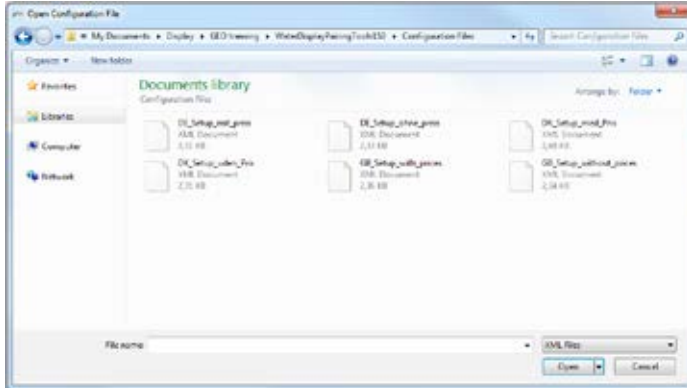 Open Configuration File
My Documents ▸ Display ▸ GEO training ▸ ▸ Configuration Files
Search Configuration Files
Organize ▾ New folder
Favorites
Libraries
Computer
Network
Documents library
Configuration Files
Arrange by: Folder ▾
DE_Setup_mit_preis
XML Document
DE_Setup_ohne_preis
XML Document
DK_Setup_med_Pris
XML Document
DK_Setup_uden_Pris
XML Document
GB_Setup_with_prices
XML Document
GB_Setup_without_prices
XML Document
File name:
XML Files
Open
Cancel